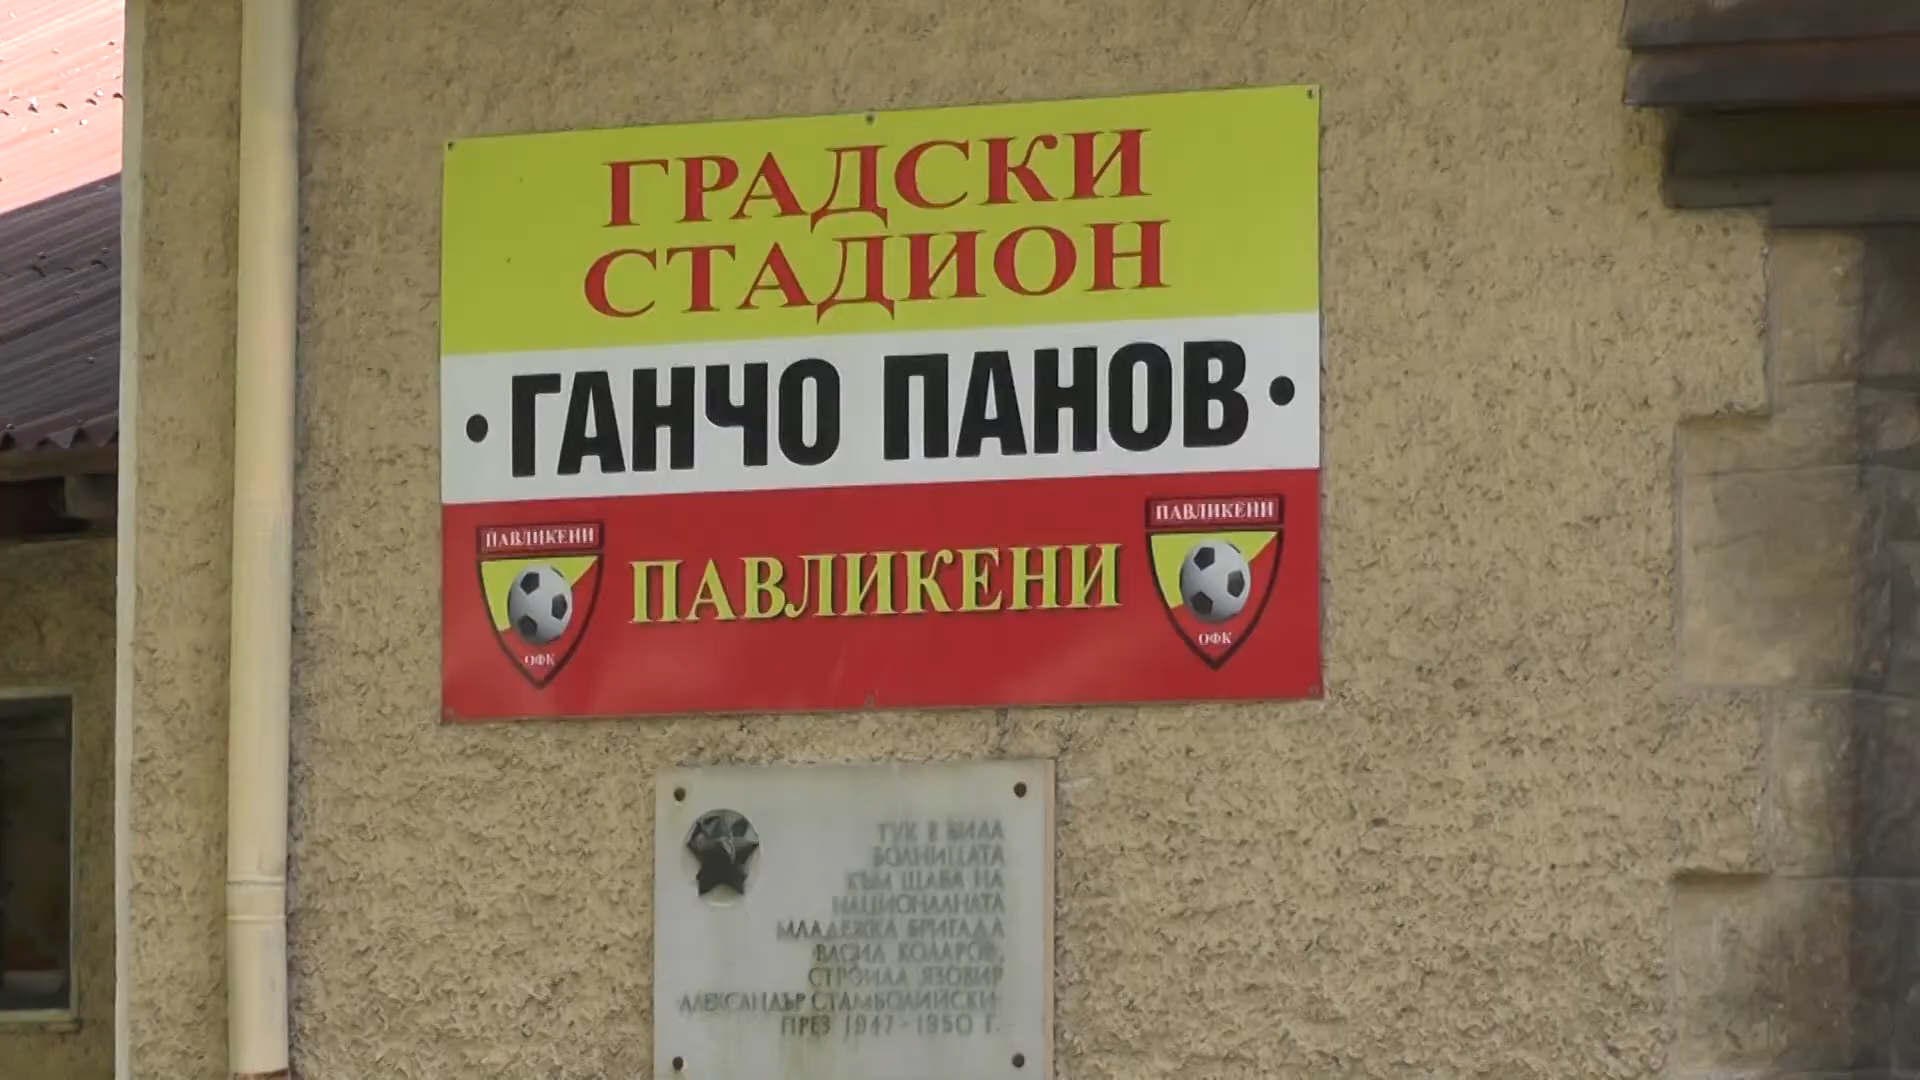 ГРАДСКИ
СТАДИОН
• ГАНЧО ПАНОВ •
ПАВЛИКЕНИ
ОФК
ПАВЛИКЕНИ
ПАВЛИКЕНИ
ОФК
ТУК Е БИЛА
БОЛНИЦАТА
КЪМ ЩАБА НА
НАЦИОНАЛНАТА
МЛАДЕЖКА БРИГАДА
ВАСИЛ КОЛАРОВ,
СТРОИЛА ЯЗОВИР
АЛЕКСАНДЪР СТАМБОЛИЙСКИ
ПРЕЗ 1947 - 1950 Г.